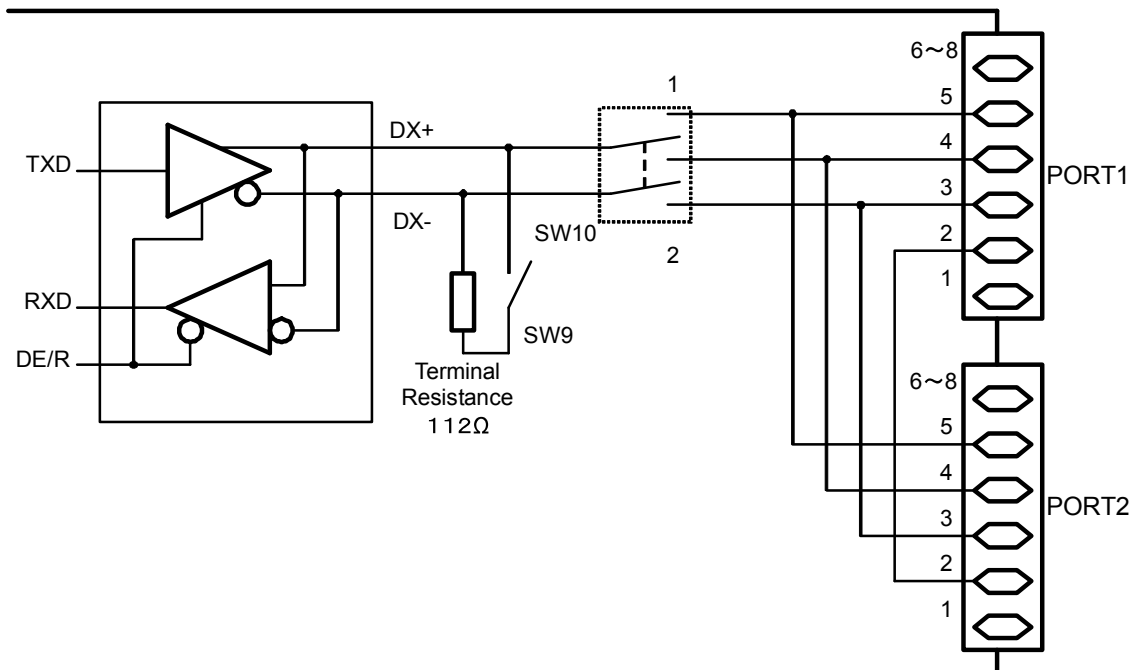 6～8
1
5
DX+
4
TXD
PORT1
3
DX-
2
SW10
2
1
RXD
SW9
DE/R
Terminal
Resistance
112Ω
6～8
5
4
PORT2
3
2
1